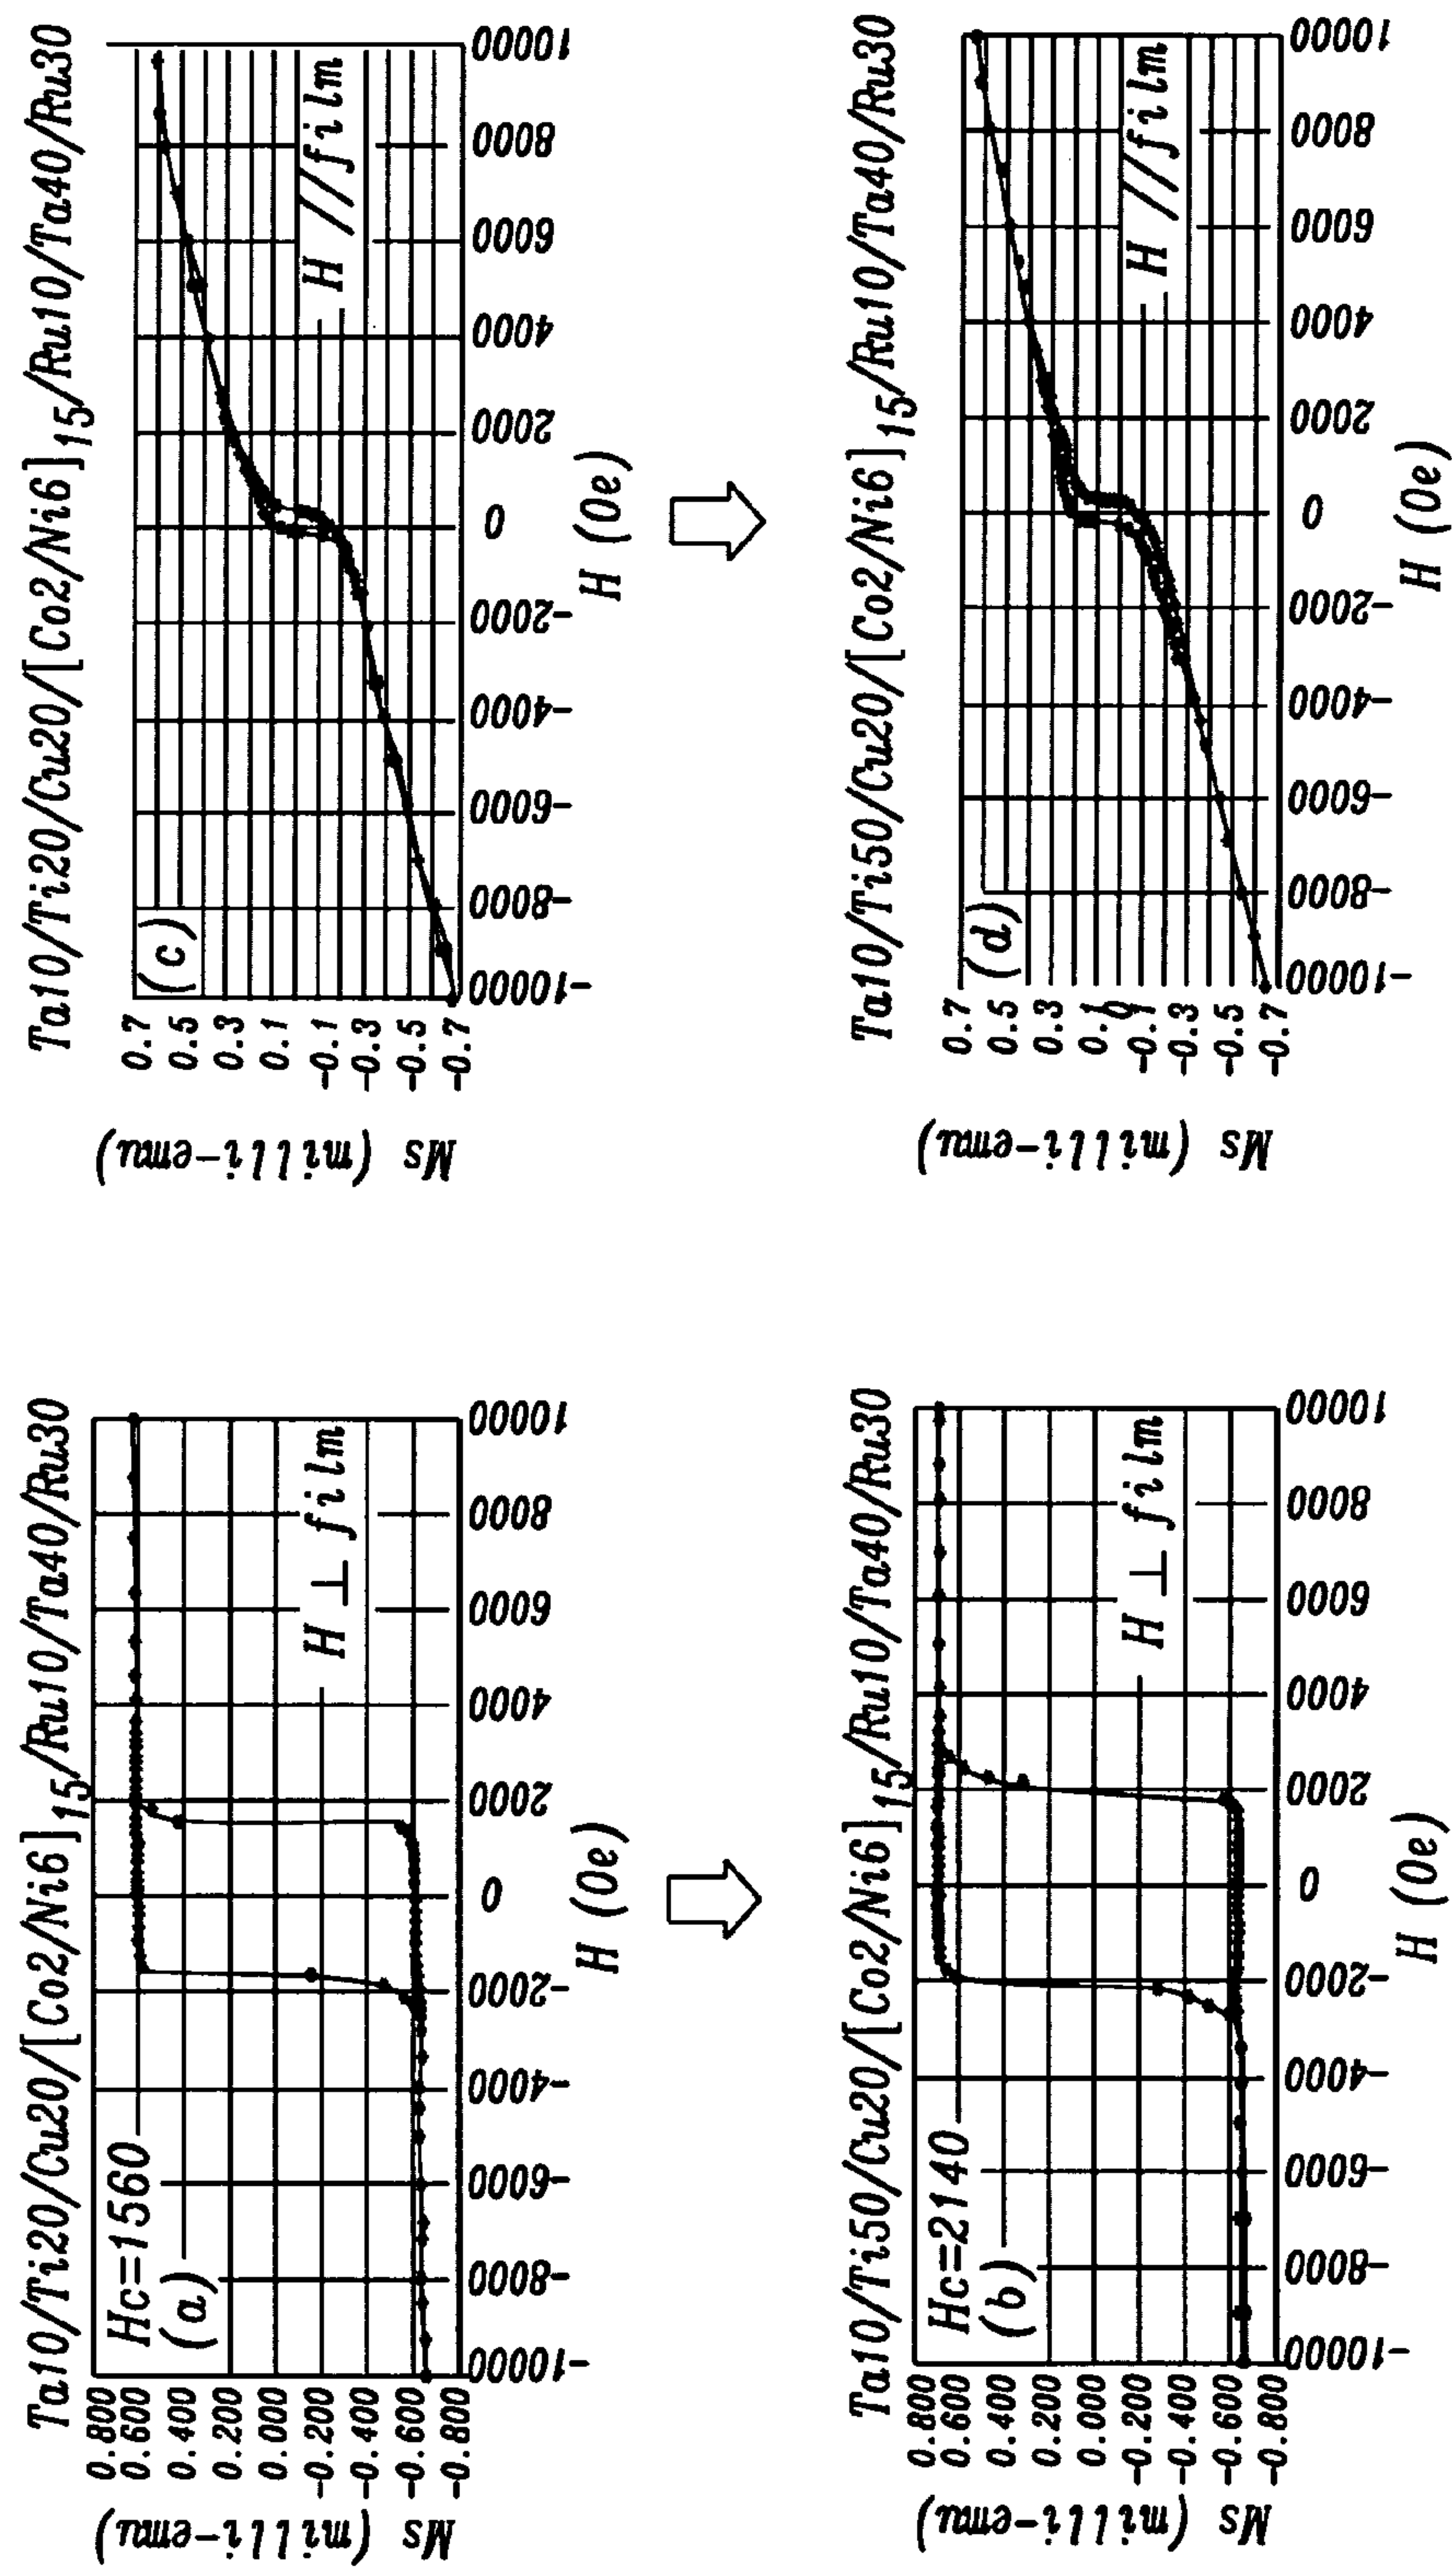 Ta10/Ti20/Cu20/[Co2/Ni6]15/Ru10/Ta40/Ru30
Hc=1560
(a)
H ⊥ film
0.800
0.600
0.400
0.200
0.000
-0.200
-0.400
-0.600
-0.800
Ms (milli-emu)
-10000 -8000 -6000 -4000 -2000 0 2000 4000 6000 8000 10000
H (Oe)
Ta10/Ti20/Cu20/[Co2/Ni6]15/Ru10/Ta40/Ru30
(c)
H //film
0.7
0.5
0.3
0.1
-0.1
-0.3
-0.5
-0.7
Ms (milli-emu)
-10000 -8000 -6000 -4000 -2000 0 2000 4000 6000 8000 10000
H (Oe)
Ta10/Ti50/Cu20/[Co2/Ni6]15/Ru10/Ta40/Ru30
Hc=2140
(b)
H ⊥ film
0.800
0.600
0.400
0.200
0.000
-0.200
-0.400
-0.600
-0.800
Ms (milli-emu)
-10000 -8000 -6000 -4000 -2000 0 2000 4000 6000 8000 10000
H (Oe)
Ta10/Ti50/Cu20/[Co2/Ni6]15/Ru10/Ta40/Ru30
(d)
H //film
0.7
0.5
0.3
0.1
0
-0.1
-0.3
-0.5
-0.7
Ms (milli-emu)
-10000 -8000 -6000 -4000 -2000 0 2000 4000 6000 8000 10000
H (Oe)